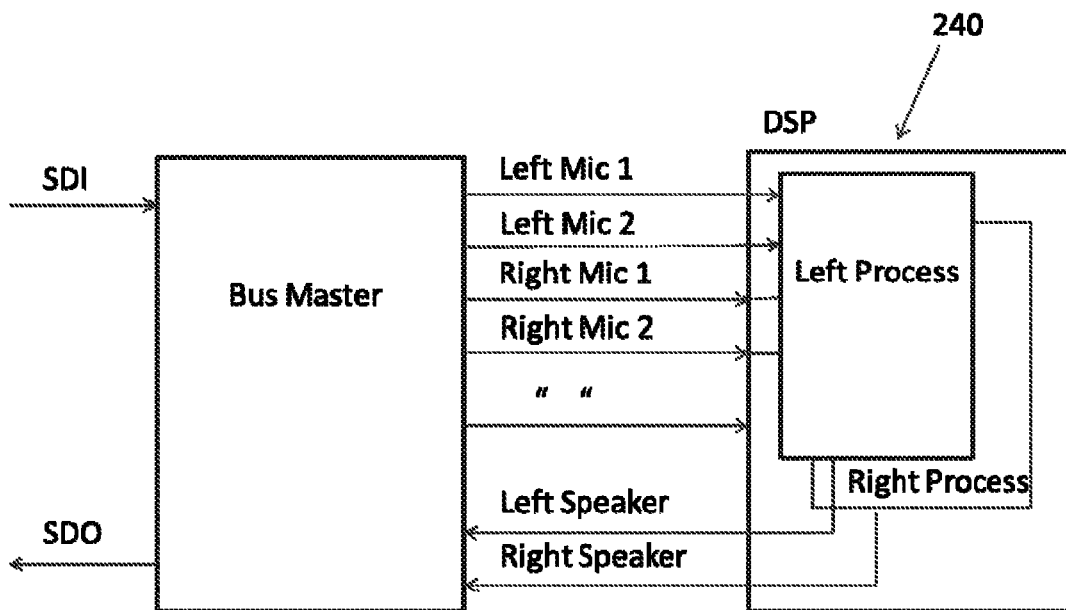 240
DSP
SDI
Left Mic 1
Left Mic 2
Left Process
Bus Master
Right Mic 1
Right Mic 2
“ “
Right Process
Left Speaker
SDO
Right Speaker